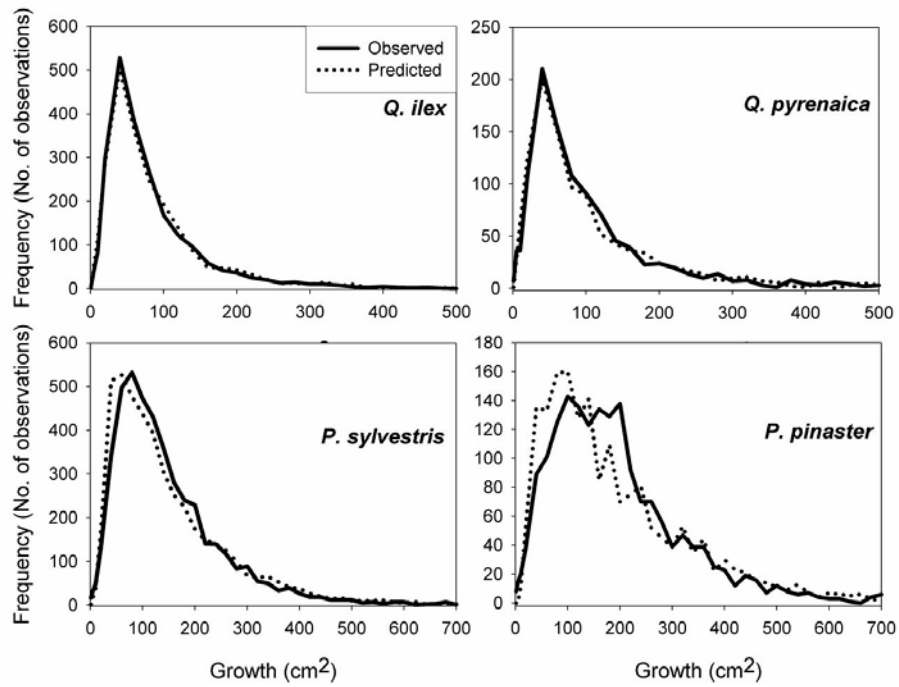 Frequency (No. of observations)
600
500
400
300
200
100
0
0 100 200 300 400 500
Observed
Predicted
Q. ilex
250
200
150
100
50
0
0 100 200 300 400 500
Q. pyrenaica
Frequency (No. of observations)
600
500
400
300
200
100
0
0 100 200 300 400 500 600 700
P. sylvestris
Growth (cm²)
180
160
140
120
100
80
60
40
20
0
0 100 200 300 400 500 600 700
P. pinaster
Growth (cm²)